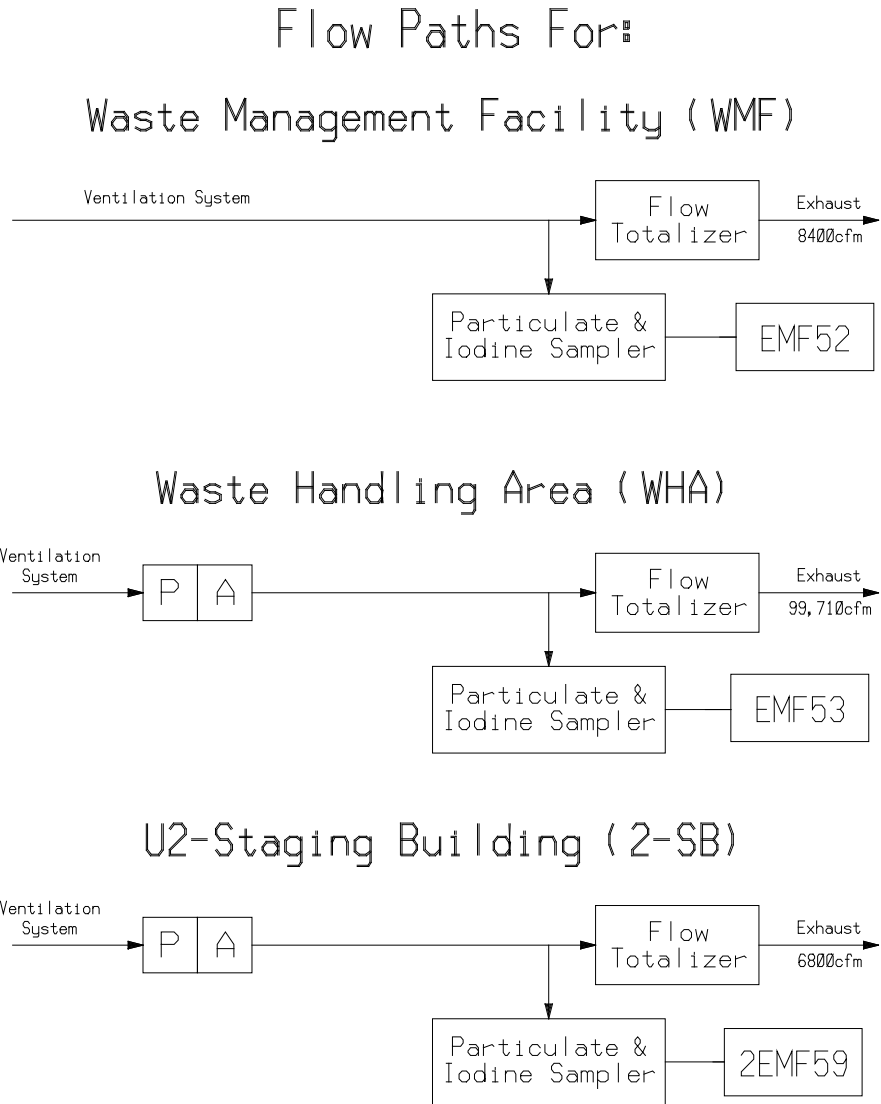 Flow Paths For:
Waste Management Facility (WMF)
Ventilation System
Flow
Totalizer
Exhaust
8400cfm
Particulate &
Iodine Sampler
EMF52
Waste Handling Area (WHA)
Ventilation
System
P A
Flow
Totalizer
Exhaust
99,710cfm
Particulate &
Iodine Sampler
EMF53
U2-Staging Building (2-SB)
Ventilation
System
P A
Flow
Totalizer
Exhaust
6800cfm
Particulate &
Iodine Sampler
2EMF59